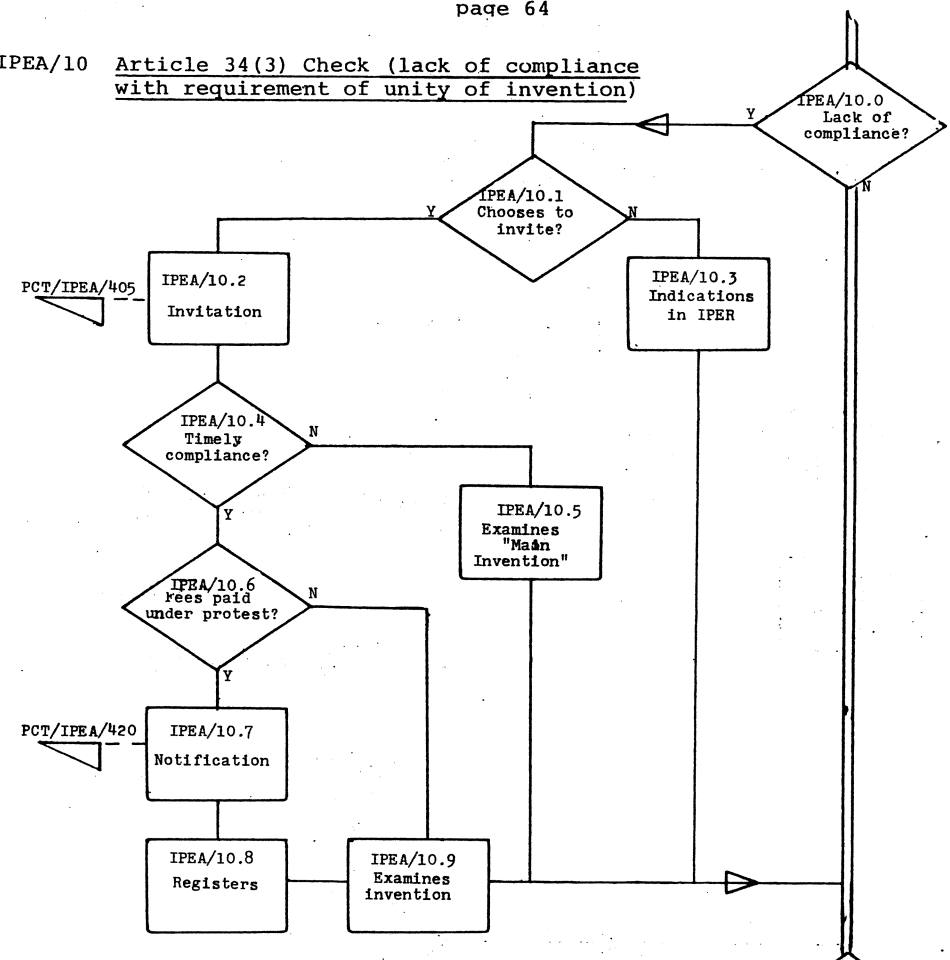 page 64
IPEA/10 Article 34(3) Check (lack of compliance
with requirement of unity of invention)
IPEA/10.0
Lack of
compliance?
Y
N
IPEA/10.1
Chooses to
invite?
Y
N
PCT/IPEA/405
IPEA/10.2
Invitation
IPEA/10.3
Indications
in IPER
IPEA/10.4
Timely
compliance?
N
Y
IPEA/10.5
Examines
"Main
Invention"
IPEA/10.6
Fees paid
under protest?
N
Y
PCT/IPEA/420
IPEA/10.7
Notification
IPEA/10.8
Registers
IPEA/10.9
Examines
invention